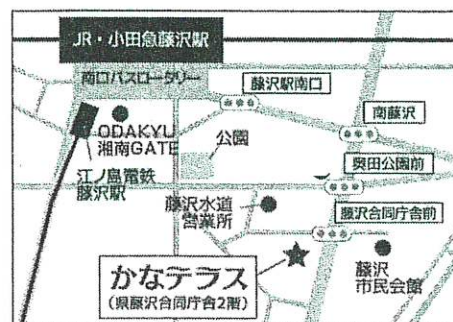 JR・小田急藤沢駅
南口バスロータリー
藤沢駅南口
ODAKYU
湘南GATE
南藤沢
公園
江ノ島電鉄
藤沢駅
奥田公園前
藤沢水道
営業所
藤沢合同庁舎前
かなテラス
(県藤沢合同庁舎2階)
藤沢
市民会館